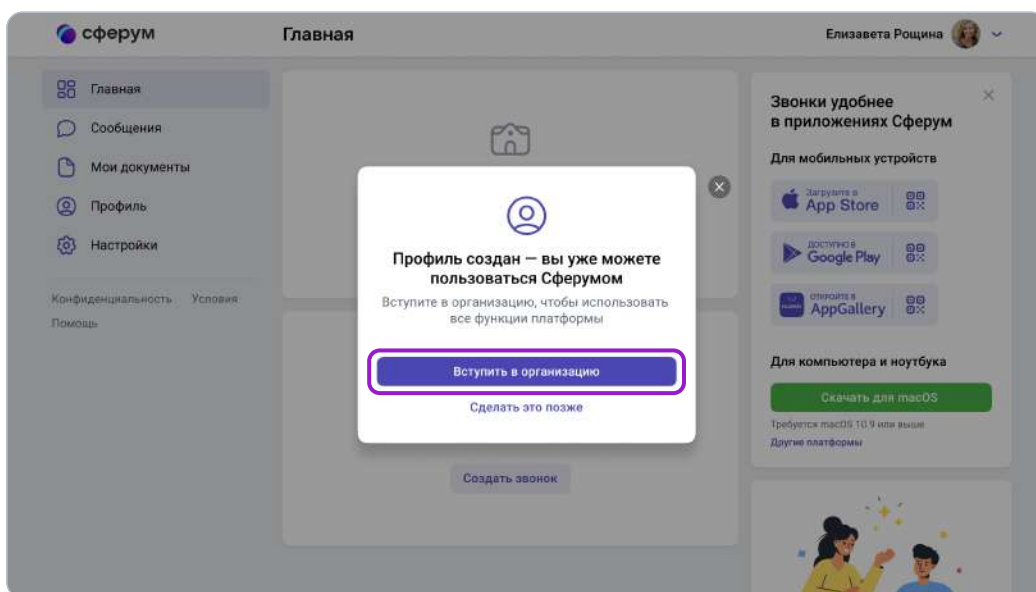 сферум
Главная
Елизавета Рощина
Главная
Сообщения
Мои документы
Профиль
Настройки
Конфиденциальность Условия
Помощь
Профиль создан — вы уже можете
пользоваться Сферумом
Вступите в организацию, чтобы использовать
все функции платформы
Вступить в организацию
Сделать это позже
Создать звонок
Звонки удобнее
в приложениях Сферум
Для мобильных устройств
Загрузите в
App Store
ДОСТУПНО В
Google Play
ОТКРОЙТЕ В
AppGallery
Для компьютера и ноутбука
Скачать для macOS
Требуется macOS 10.9 или выше
Другие платформы